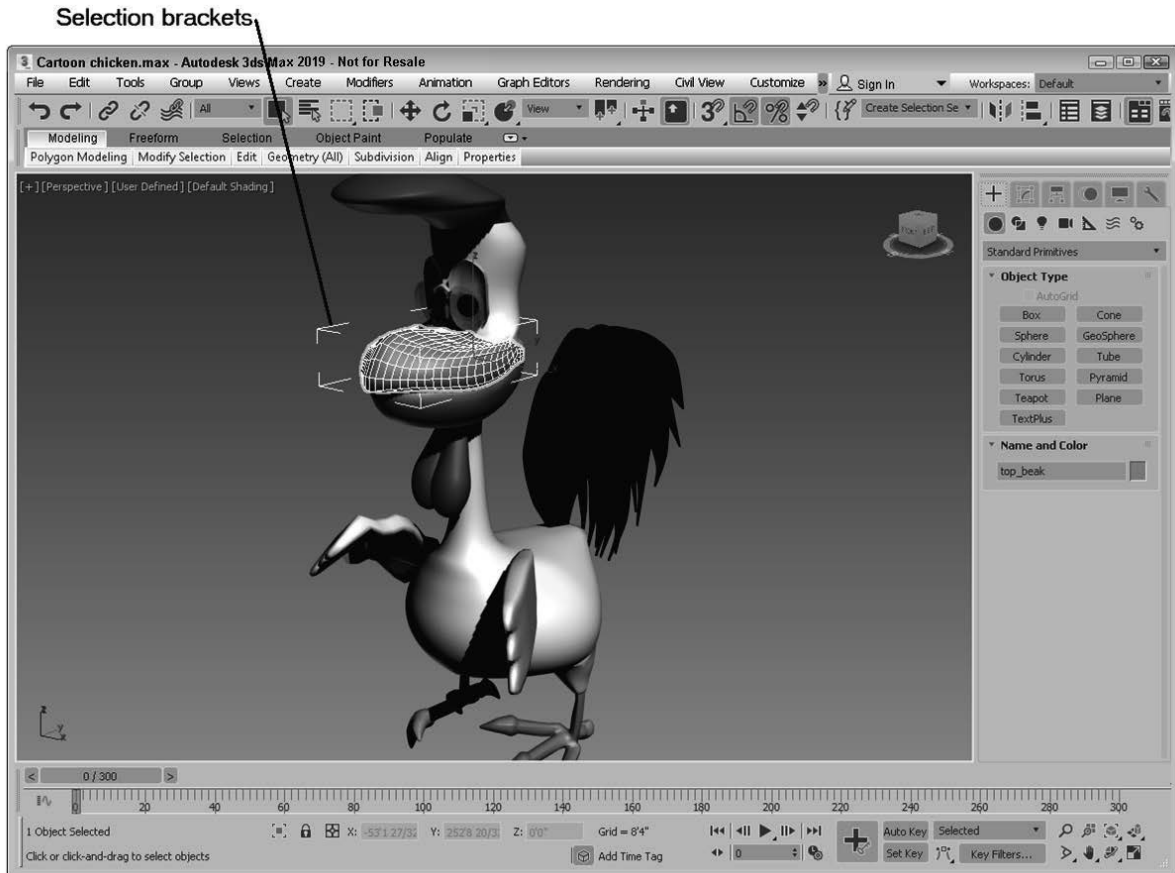 Selection brackets
Cartoon chicken.max - Autodesk 3ds Max 2019 - Not for Resale
File Edit Tools Group Views Create Modifiers Animation Graph Editors Rendering Civil View Customize » Sign In Workspaces: Default
All View Create Selection Se
Modeling Freeform Selection Object Paint Populate
Polygon Modeling Modify Selection Edit Geometry (All) Subdivision Align Properties
[+] [Perspective] [User Defined] [Default Shading]
Standard Primitives
Object Type
AutoGrid
Box Cone
Sphere GeoSphere
Cylinder Tube
Torus Pyramid
Teapot Plane
TextPlus
Name and Color
top_beak
z
y
z
y
x
< 0 / 300 >
0 20 40 60 80 100 120 140 160 180 200 220 240 260 280 300
1 Object Selected X: -53'1 27/32 Y: Z: 0'0" Grid = 8'4" Auto Key Selected
Click or click-and-drag to select objects Add Time Tag 0 Set Key Key Filters...